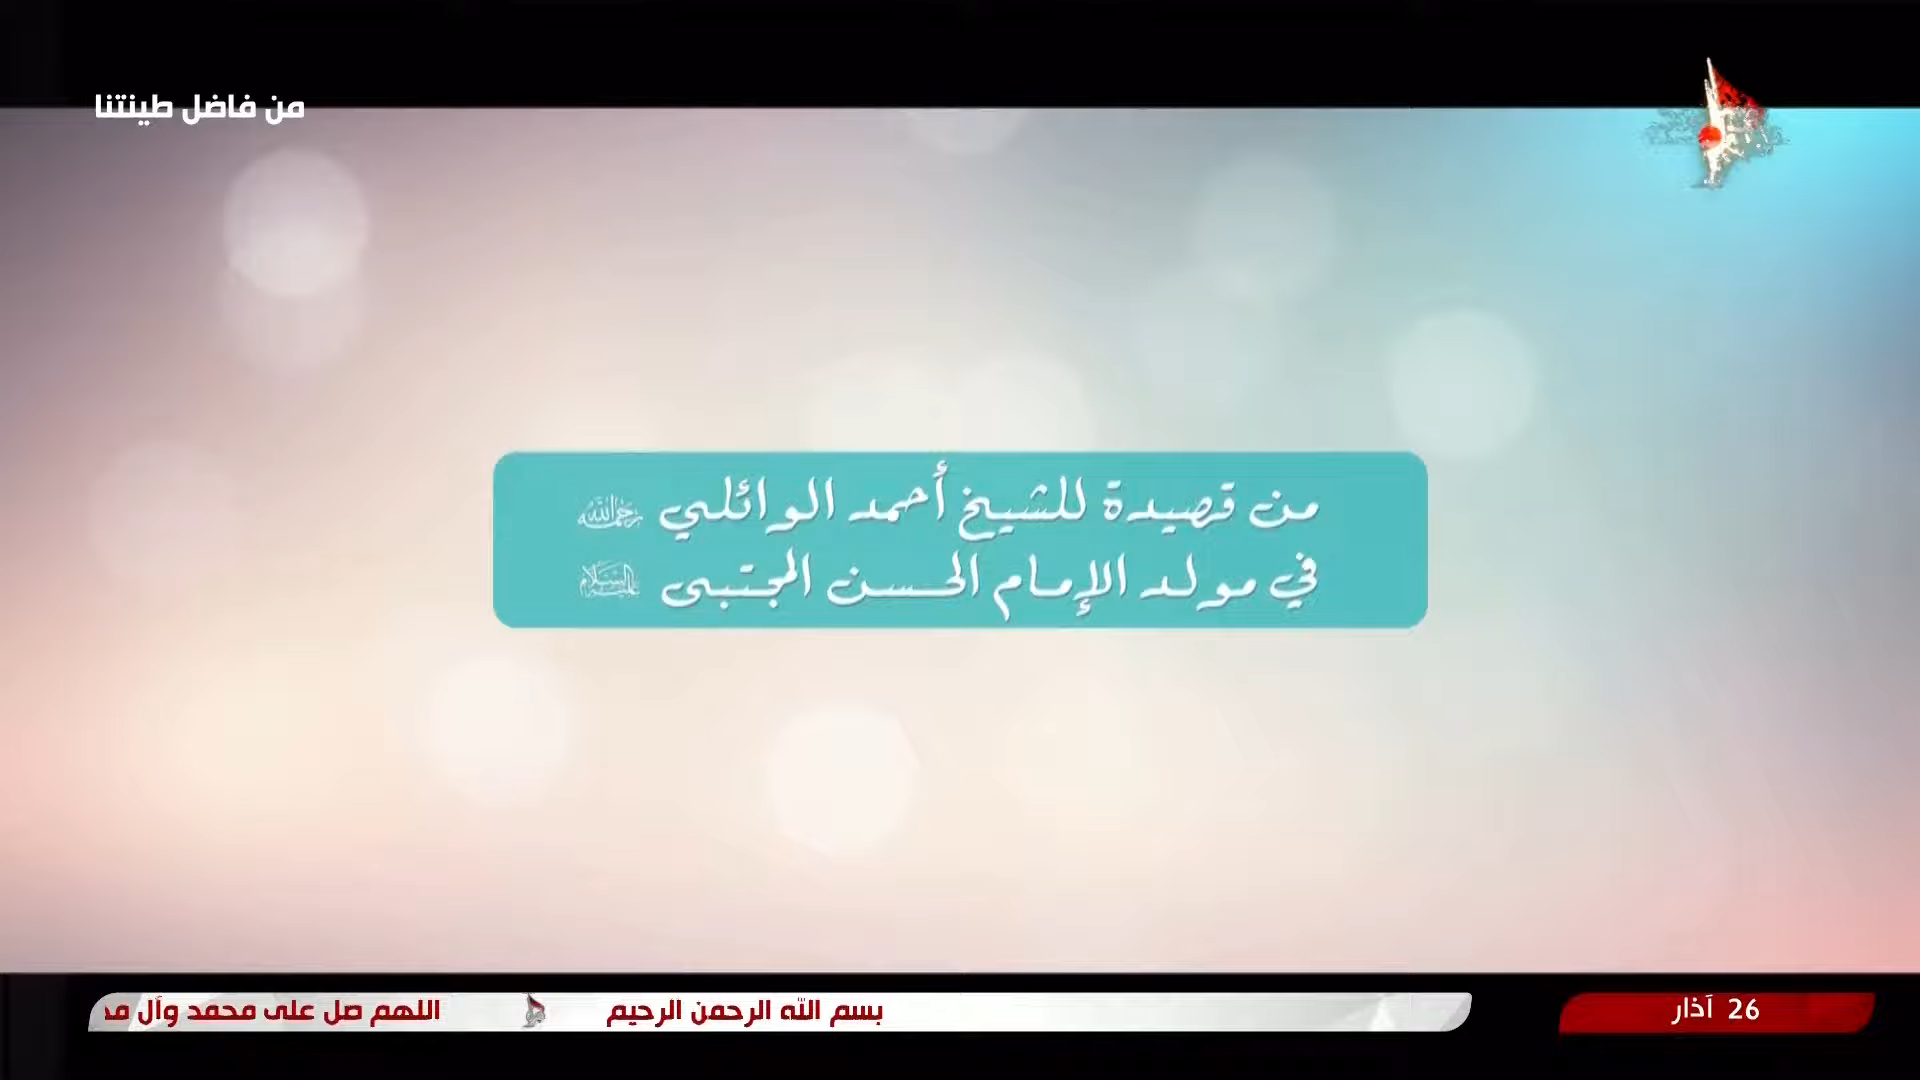 من فاضل طينتنا
من قصيدة للشيخ أحمد الوائلي رحمه الله
في مولد الإمام الحسن المجتبى عليه السلام
بسم الله الرحمن الرحيم اللهم صل على محمد وآل
26 آذار